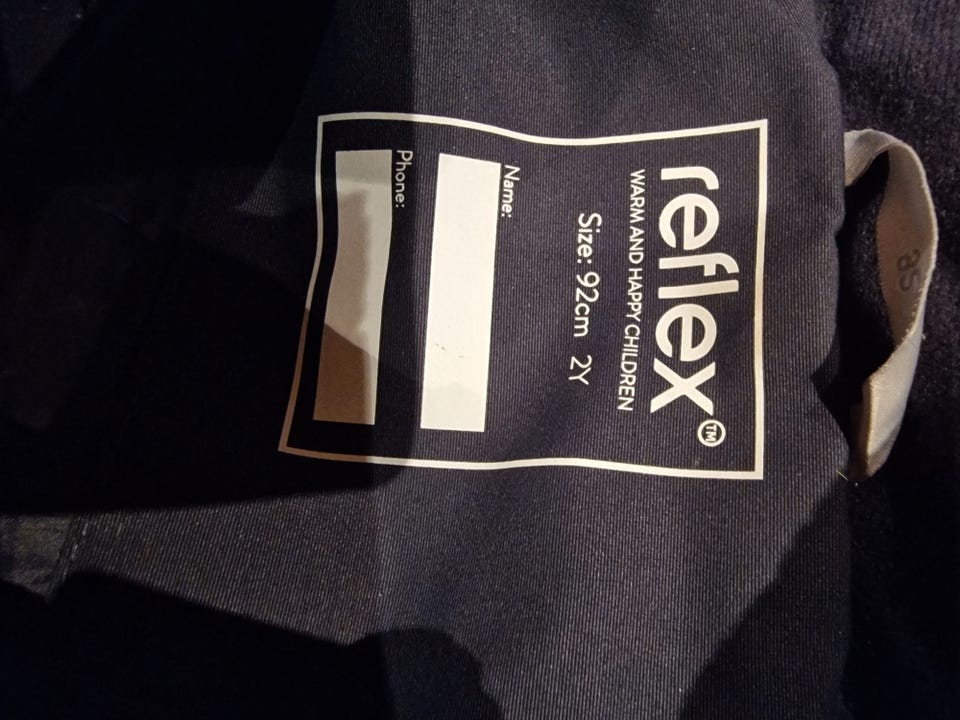 reflex™
WARM AND HAPPY CHILDREN
Size: 92cm 2Y
Name:
Phone: